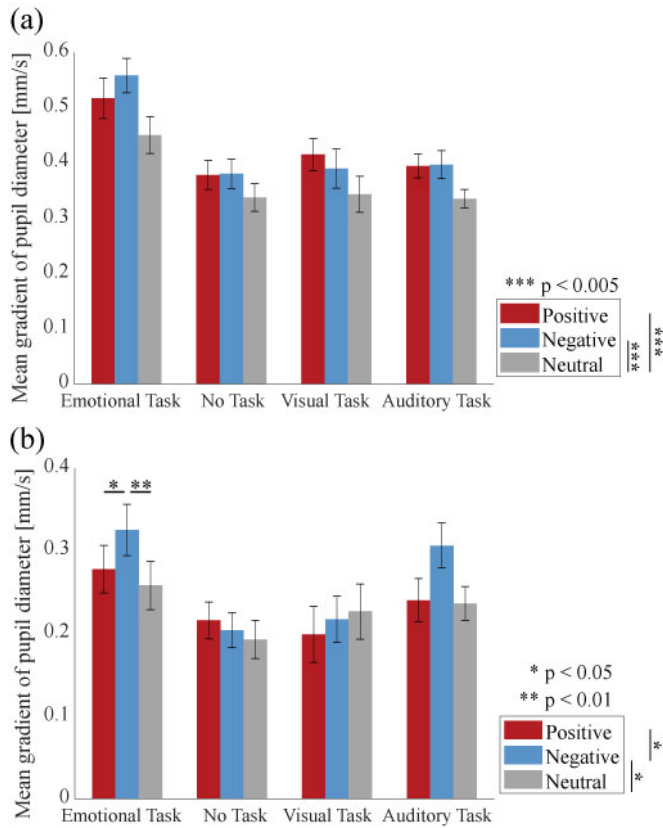 (a)
Mean gradient of pupil diameter [mm/s]
0.6
0.5
0.4
0.3
0.2
0.1
0
Emotional Task No Task Visual Task Auditory Task
*** p < 0.005
Positive
Negative
Neutral
***
***
(b)
Mean gradient of pupil diameter [mm/s]
0.4
0.3
0.2
0.1
0
* **
Emotional Task No Task Visual Task Auditory Task
* p < 0.05
** p < 0.01
Positive
Negative
Neutral
*
*